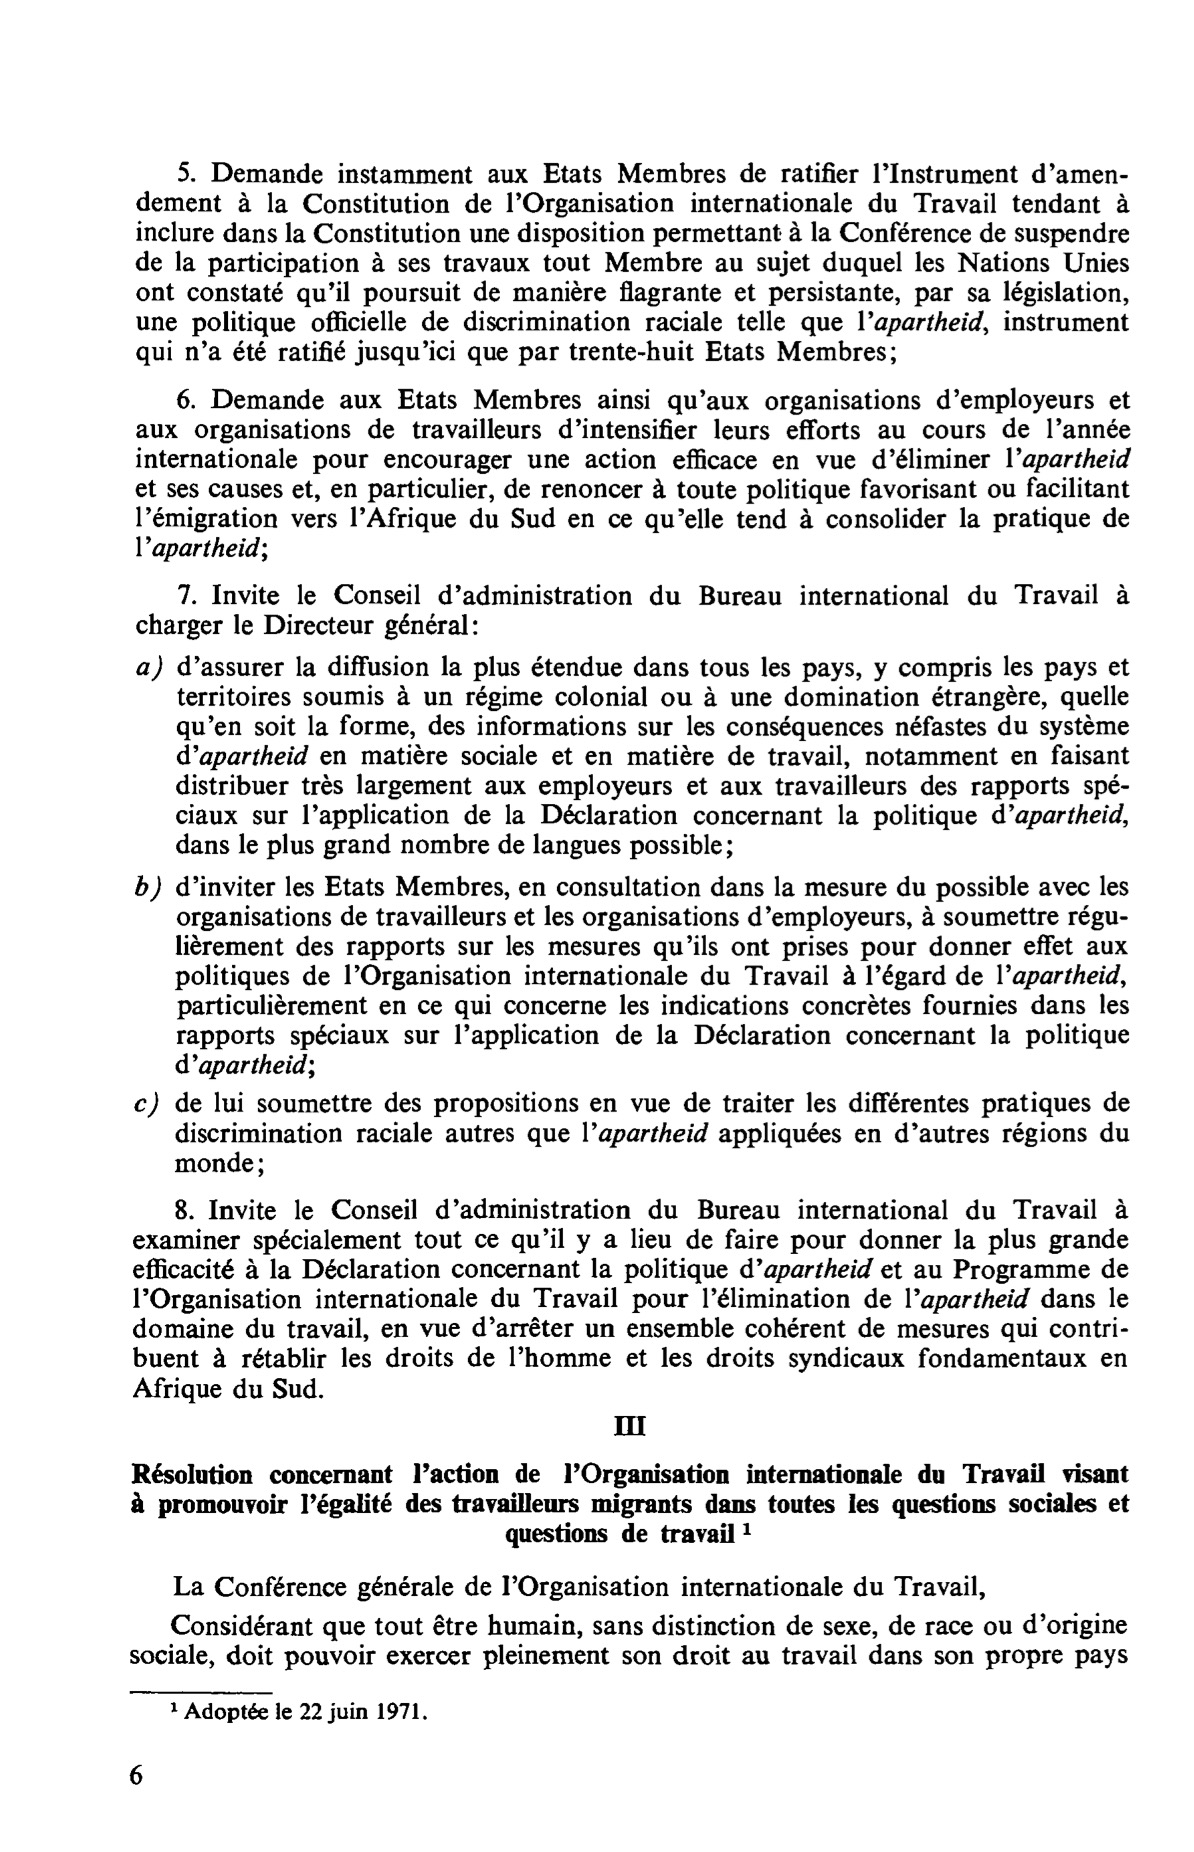 5. Demande instamment aux Etats Membres de ratifier l'Instrument d'amen-
dement à la Constitution de l'Organisation internationale du Travail tendant à
inclure dans la Constitution une disposition permettant à la Conférence de suspendre
de la participation à ses travaux tout Membre au sujet duquel les Nations Unies
ont constaté qu'il poursuit de manière flagrante et persistante, par sa législation,
une politique officielle de discrimination raciale telle que l'apartheid, instrument
qui n'a été ratifié jusqu'ici que par trente-huit Etats Membres;
6. Demande aux Etats Membres ainsi qu'aux organisations d'employeurs et
aux organisations de travailleurs d'intensifier leurs efforts au cours de l'année
internationale pour encourager une action efficace en vue d'éliminer l'apartheid
et ses causes et, en particulier, de renoncer à toute politique favorisant ou facilitant
l'émigration vers l'Afrique du Sud en ce qu'elle tend à consolider la pratique de
l'apartheid;
7. Invite le Conseil d'administration du Bureau international du Travail à
charger le Directeur général:
a) d'assurer la diffusion la plus étendue dans tous les pays, y compris les pays et
territoires soumis à un régime colonial ou à une domination étrangère, quelle
qu'en soit la forme, des informations sur les conséquences néfastes du système
d'apartheid en matière sociale et en matière de travail, notamment en faisant
distribuer très largement aux employeurs et aux travailleurs des rapports spé-
ciaux sur l'application de la Déclaration concernant la politique d'apartheid,
dans le plus grand nombre de langues possible;
b) d'inviter les Etats Membres, en consultation dans la mesure du possible avec les
organisations de travailleurs et les organisations d'employeurs, à soumettre régu-
lièrement des rapports sur les mesures qu'ils ont prises pour donner effet aux
politiques de l'Organisation internationale du Travail à l'égard de l'apartheid,
particulièrement en ce qui concerne les indications concrètes fournies dans les
rapports spéciaux sur l'application de la Déclaration concernant la politique
d'apartheid;
c) de lui soumettre des propositions en vue de traiter les différentes pratiques de
discrimination raciale autres que l'apartheid appliquées en d'autres régions du
monde;
8. Invite le Conseil d'administration du Bureau international du Travail à
examiner spécialement tout ce qu'il y a lieu de faire pour donner la plus grande
efficacité à la Déclaration concernant la politique d'apartheid et au Programme de
l'Organisation internationale du Travail pour l'élimination de l'apartheid dans le
domaine du travail, en vue d'arrêter un ensemble cohérent de mesures qui contri-
buent à rétablir les droits de l'homme et les droits syndicaux fondamentaux en
Afrique du Sud.
III
Résolution concernant l'action de l'Organisation internationale du Travail visant
à promouvoir l'égalité des travailleurs migrants dans toutes les questions sociales et
questions de travail 1
La Conférence générale de l'Organisation internationale du Travail,
Considérant que tout être humain, sans distinction de sexe, de race ou d'origine
sociale, doit pouvoir exercer pleinement son droit au travail dans son propre pays
1 Adoptée le 22 juin 1971.
6